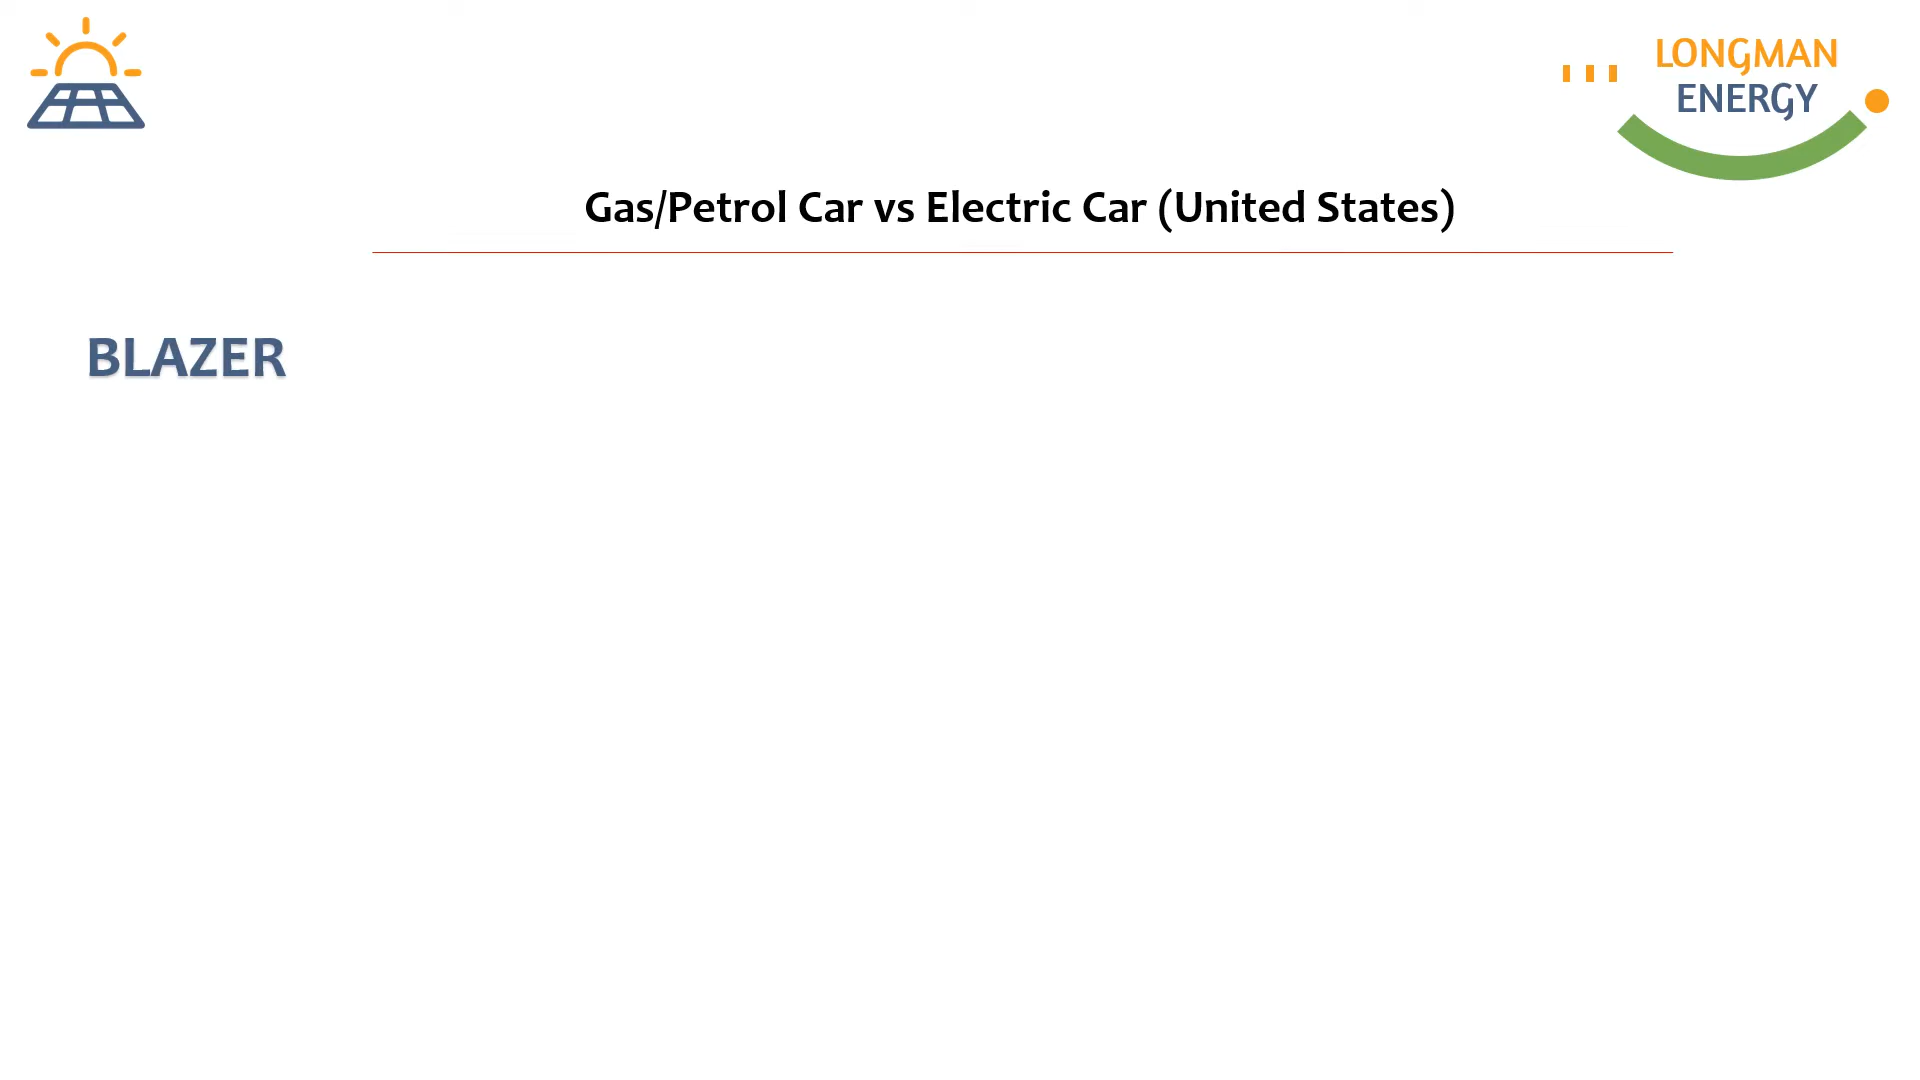 LONGMAN
ENERGY
Gas/Petrol Car vs Electric Car (United States)
BLAZER